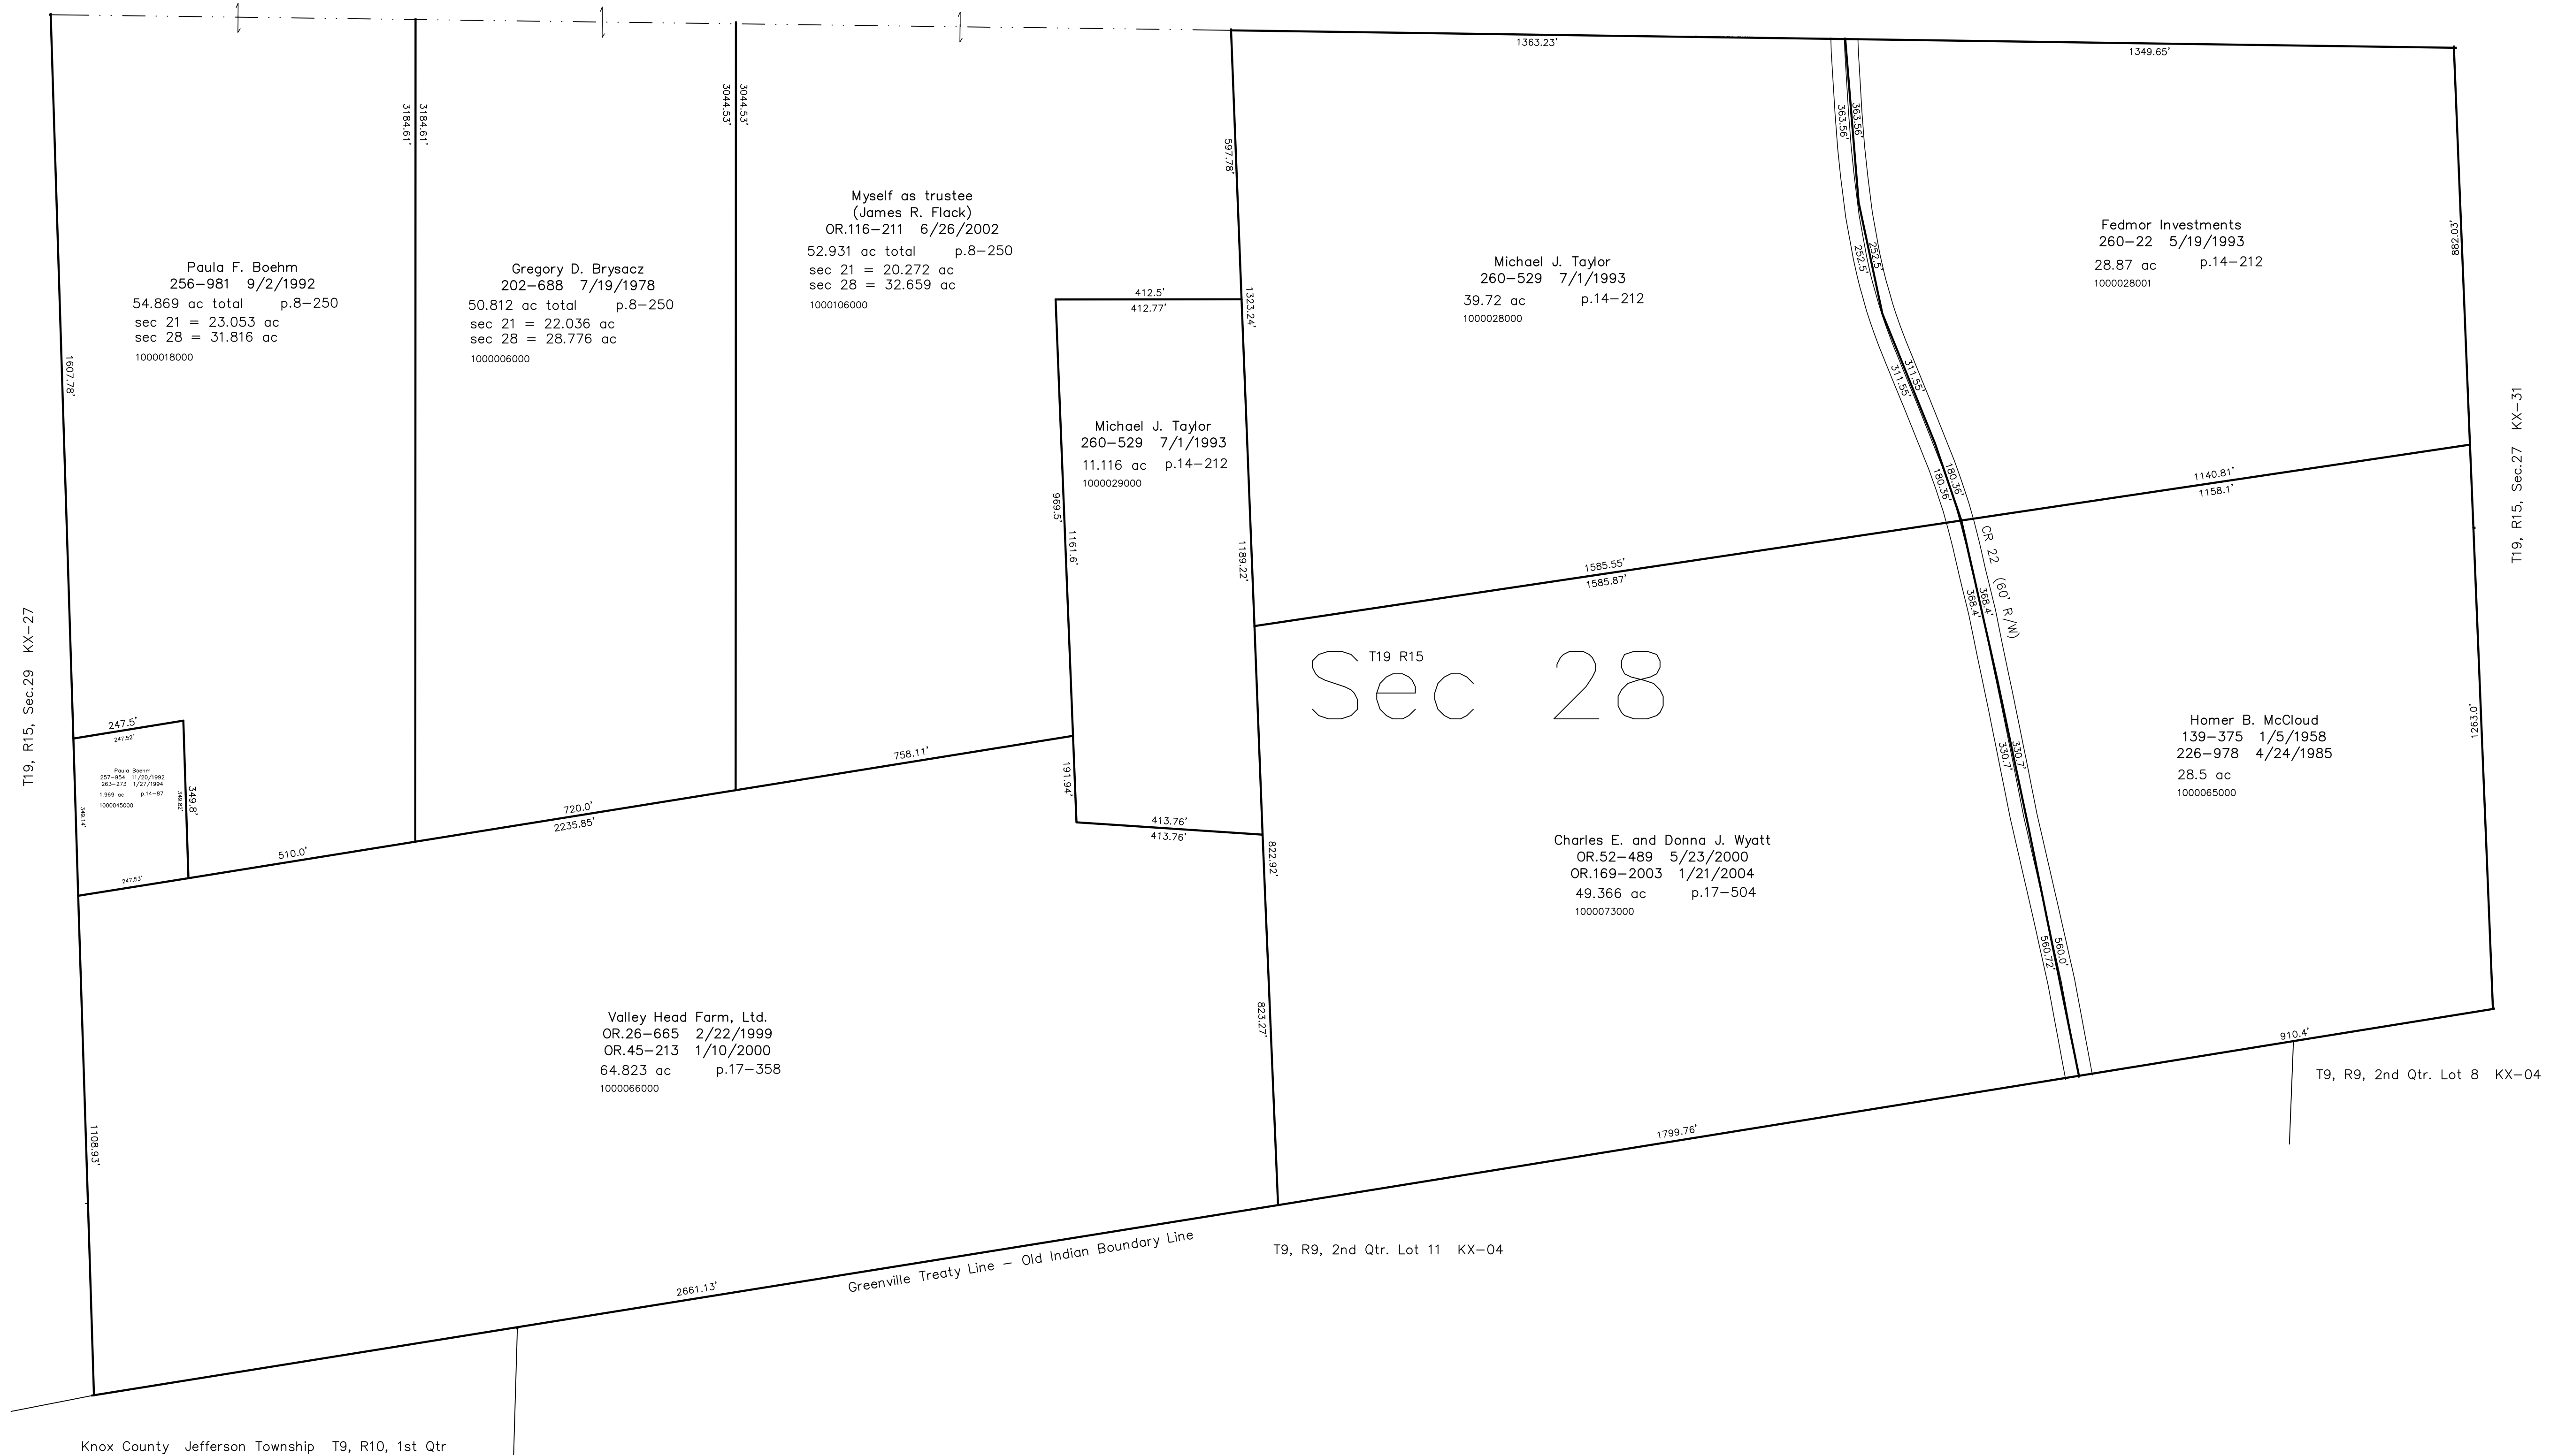 1363.23'
1349.65'
3184.61'
3184.61'
3044.53'
3044.53'
597.78'
363.56'
363.56'
882.03'
Paula F. Boehm
256-981 9/2/1992
54.869 ac total p.8-250
sec 21 = 23.053 ac
sec 28 = 31.816 ac
1000018000
Gregory D. Brysacz
202-688 7/19/1978
50.812 ac total p.8-250
sec 21 = 22.036 ac
sec 28 = 28.776 ac
1000006000
Myself as trustee
(James R. Flack)
OR.116-211 6/26/2002
52.931 ac total p.8-250
sec 21 = 20.272 ac
sec 28 = 32.659 ac
1000106000
Michael J. Taylor
260-529 7/1/1993
39.72 ac p.14-212
1000028000
Fedmor Investments
260-22 5/19/1993
28.87 ac p.14-212
1000028001
252.5'
252.5'
412.5'
412.77'
1323.24'
1607.78'
311.55'
311.55'
Michael J. Taylor
260-529 7/1/1993
11.116 ac p.14-212
1000029000
969.5'
1161.6'
1189.22'
180.36'
180.36'
1140.81'
1158.1'
T19, R15, Sec.27 KX-31
1585.55'
1585.87'
CR 22 (60' R/W)
368.4'
368.4'
T19 R15
Sec 28
T19, R15, Sec.29 KX-27
247.5'
247.52'
Paula Boehm
257-954 11/20/1992
263-273 1/27/1994
1.969 ac p.14-87
1000045000
349.14'
349.82'
349.8'
247.53'
510.0'
720.0'
2235.85'
758.11'
191.94'
413.76'
413.76'
822.92'
330.7'
330.7'
1263.0'
Homer B. McCloud
139-375 1/5/1958
226-978 4/24/1985
28.5 ac
1000065000
Charles E. and Donna J. Wyatt
OR.52-489 5/23/2000
OR.169-2003 1/21/2004
49.366 ac p.17-504
1000073000
560.72'
560.0'
Valley Head Farm, Ltd.
OR.26-665 2/22/1999
OR.45-213 1/10/2000
64.823 ac p.17-358
1000066000
823.27'
910.4'
T9, R9, 2nd Qtr. Lot 8 KX-04
1108.93'
1799.76'
T9, R9, 2nd Qtr. Lot 11 KX-04
Greenville Treaty Line - Old Indian Boundary Line
2661.13'
Knox County Jefferson Township T9, R10, 1st Qtr